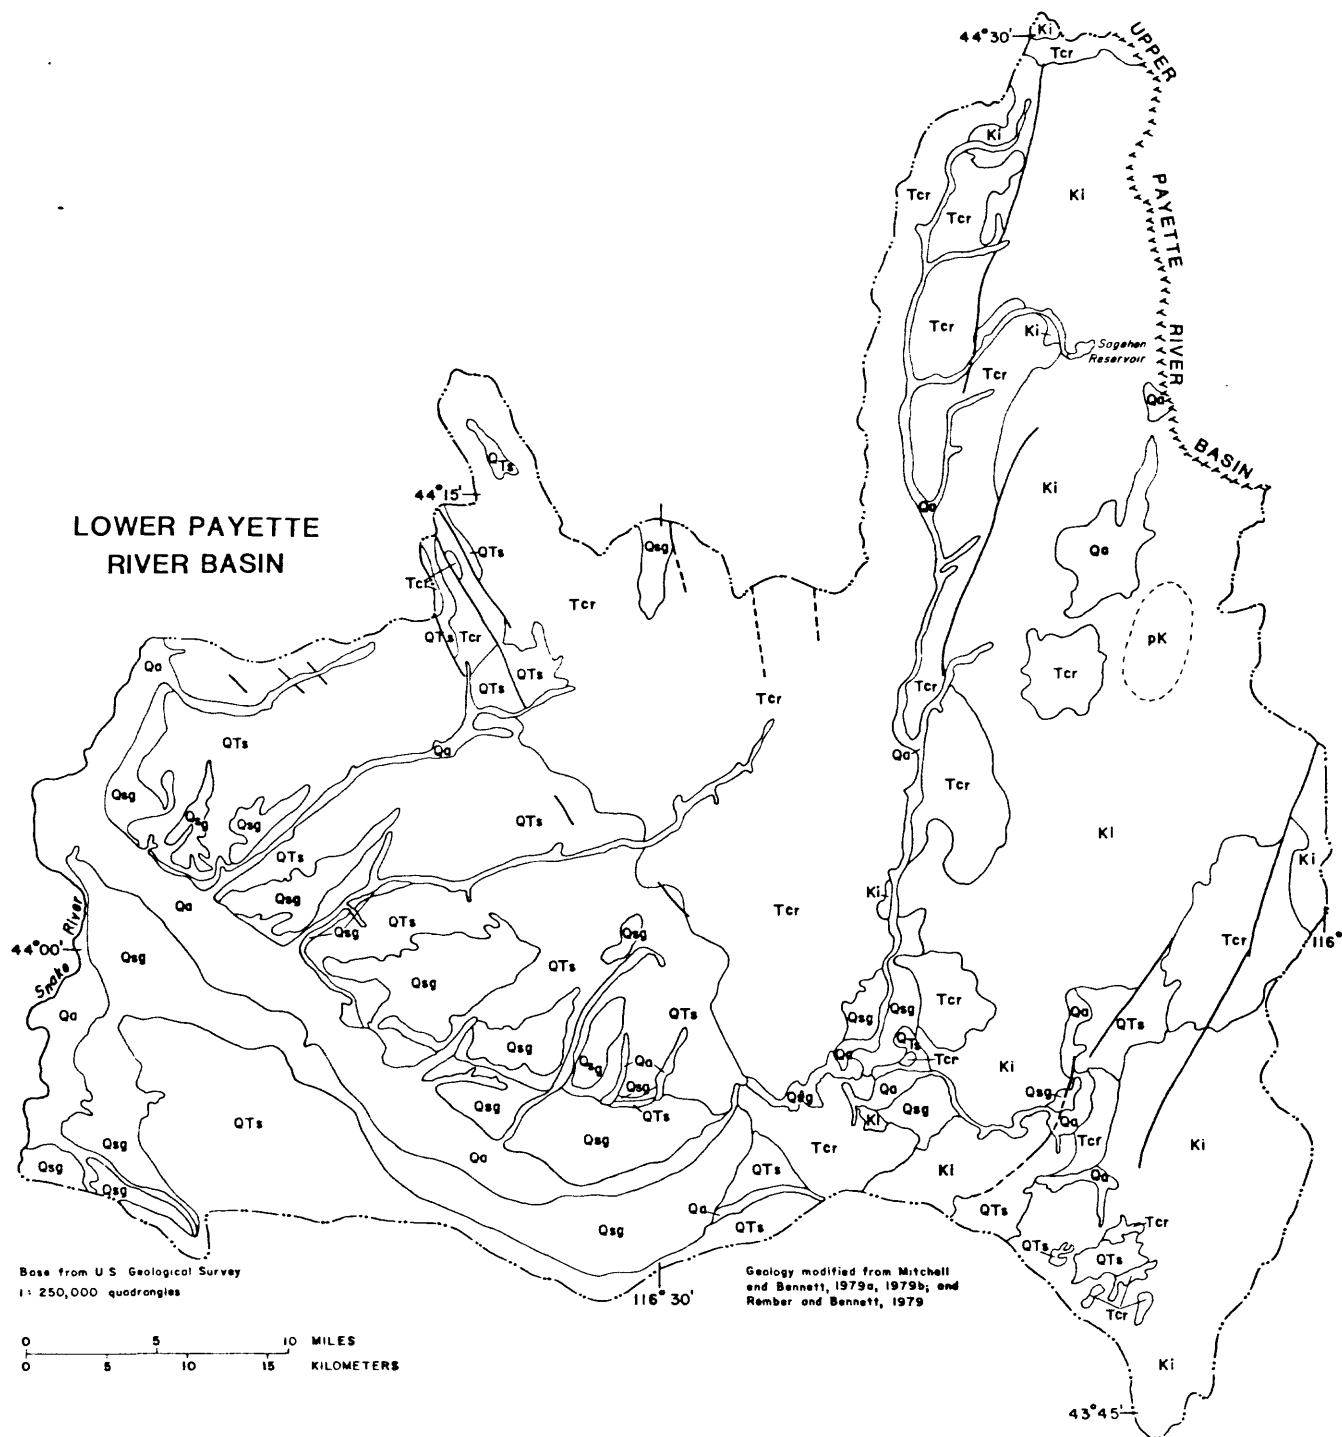 44°30'
Ki
Tcr
UPPER
PAYETTE
RIVER
BASIN
Ki
Tcr
Tcr
Ki
Tcr
Ki
Sagehen
Reservoir
Tcr
Qa
QTs
44°15'
LOWER PAYETTE
RIVER BASIN
Ki
Qa
Qsg
QTs
Qa
Tcr
Tcr
pK
QTs
Tcr
Qa
QTs
Tcr
QTs
Tcr
Tcr
QTs
Qa
Qa
Tcr
Qsg
Qsg
Qsg
QTs
Ki
QTs
Ki
Qsg
Ki
Qa
Tcr
Snake River
QTs
Qsg
Qsg
Tcr
44°00'
116°
Qsg
QTs
Qsg
Tcr
Qa
QTs
Qsg
Qsg
Qa
QTs
QTs
Qsg
Qa
Qsg
Qa
Tcr
Ki
Qsg
Qsg
Qa
Qsg
Qsg
Qsg
QTs
Ki
Qa
QTs
Qsg
Qsg
Tcr
Tcr
Ki
Qa
QTs
Ki
Qa
Qsg
Qsg
Qa
QTs
Qsg
QTs
Tcr
QTs
QTs
Base from U.S. Geological Survey
1:250,000 quadrangles
116°30'
Geology modified from Mitchell
and Bennett, 1979a, 1979b; and
Rember and Bennett, 1979
Tcr
0 5 10 MILES
0 5 10 15 KILOMETERS
Ki
43°45'